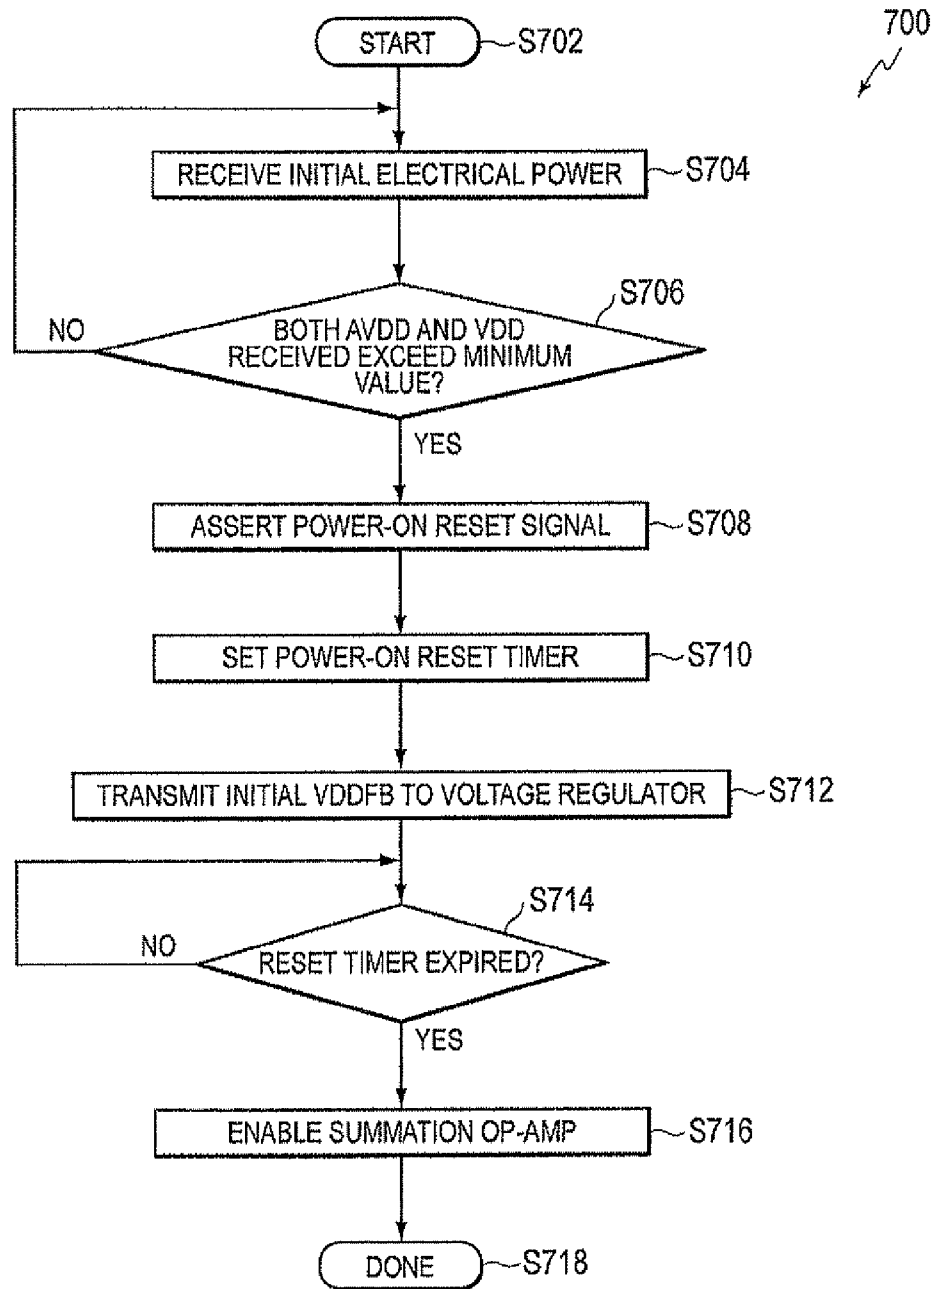 700
START
S702
RECEIVE INITIAL ELECTRICAL POWER
S704
S706
BOTH AVDD AND VDD
RECEIVED EXCEED MINIMUM
VALUE?
NO
YES
ASSERT POWER-ON RESET SIGNAL
S708
SET POWER-ON RESET TIMER
S710
TRANSMIT INITIAL VDDFB TO VOLTAGE REGULATOR
S712
S714
NO
RESET TIMER EXPIRED?
YES
ENABLE SUMMATION OP-AMP
S716
DONE
S718